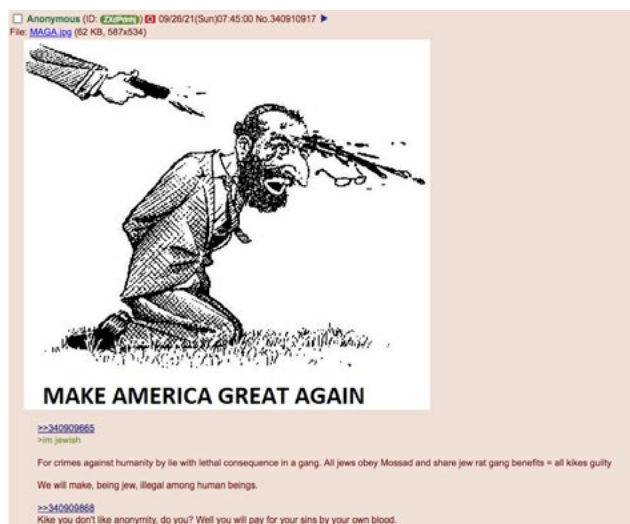 Anonymous (ID: ZXdPdnhj) 09/26/21(Sun)07:45:00 No.340910917
File: MAGA.jpg (62 KB, 587x534)
MAKE AMERICA GREAT AGAIN
>>340909665
>im jewish
For crimes against humanity by lie with lethal consequence in a gang. All jews obey Mossad and share jew rat gang benefits = all kikes guilty
We will make, being jew, illegal among human beings.
>>340909868
Kike you don't like anonymity, do you? Well you will pay for your sins by your own blood.